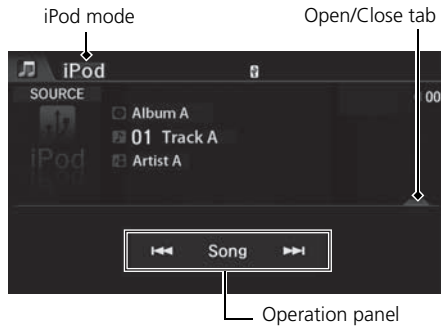 iPod mode
Open/Close tab
iPod
SOURCE
00
Album A
01 Track A
iPod
Artist A
Song
Operation panel